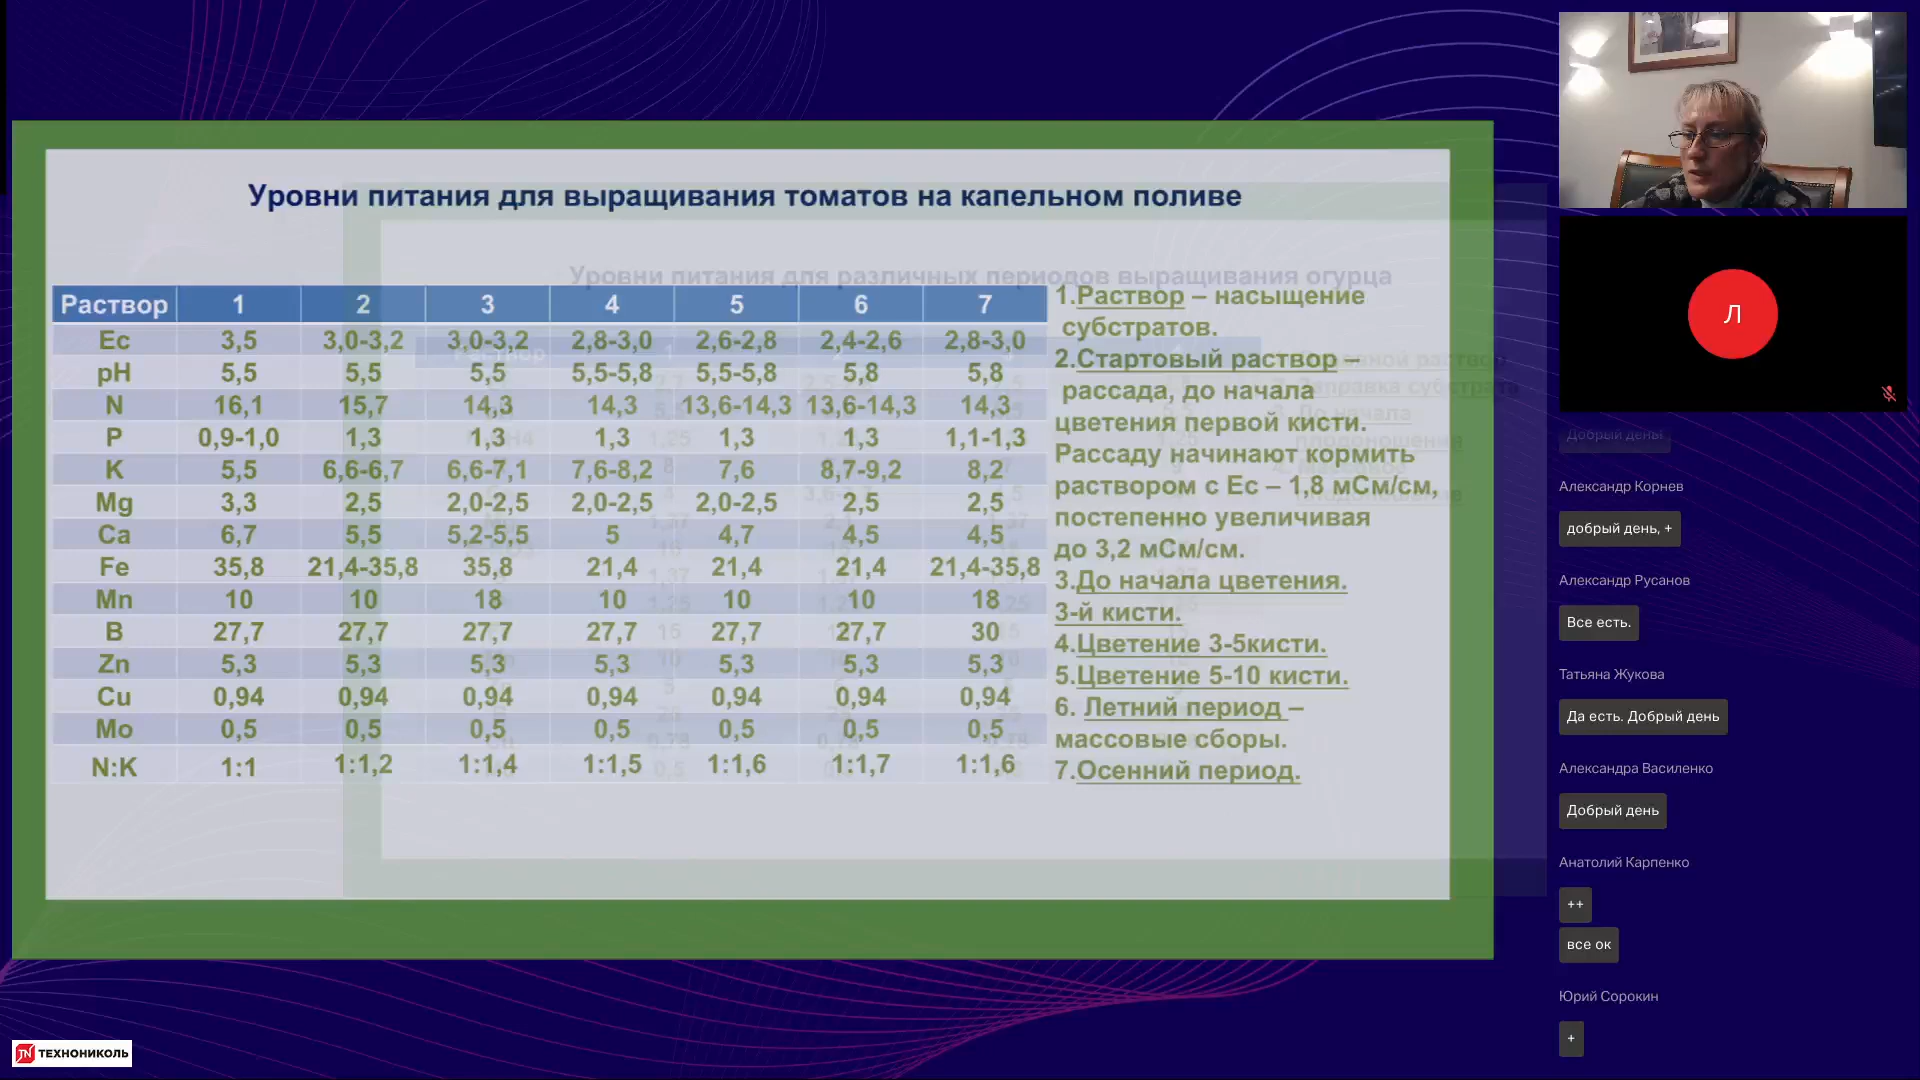 Уровни питания для выращивания томатов на капельном поливе
Уровни питания для различных периодов выращивания огурца
Раствор 1 2 3 4 5 6 7
Ec 3,5 3,0-3,2 3,0-3,2 2,8-3,0 2,6-2,8 2,4-2,6 2,8-3,0
pH 5,5 5,5 5,5 5,5-5,8 5,5-5,8 5,8 5,8
N 16,1 15,7 14,3 14,3 13,6-14,3 13,6-14,3 14,3
P 0,9-1,0 1,3 1,3 1,3 1,3 1,3 1,1-1,3
K 5,5 6,6-6,7 6,6-7,1 7,6-8,2 7,6 8,7-9,2 8,2
Mg 3,3 2,5 2,0-2,5 2,0-2,5 2,0-2,5 2,5 2,5
Ca 6,7 5,5 5,2-5,5 5 4,7 4,5 4,5
Fe 35,8 21,4-35,8 35,8 21,4 21,4 21,4 21,4-35,8
Mn 10 10 18 10 10 10 18
B 27,7 27,7 27,7 27,7 27,7 27,7 30
Zn 5,3 5,3 5,3 5,3 5,3 5,3 5,3
Cu 0,94 0,94 0,94 0,94 0,94 0,94 0,94
Mo 0,5 0,5 0,5 0,5 0,5 0,5 0,5
N:K 1:1 1:1,2 1:1,4 1:1,5 1:1,6 1:1,7 1:1,6
1.Раствор – насыщение
субстратов.
2.Стартовый раствор –
рассада, до начала
цветения первой кисти.
Рассаду начинают кормить
раствором с Ес – 1,8 мСм/см,
постепенно увеличивая
до 3,2 мСм/см.
3.До начала цветения.
3-й кисти.
4.Цветение 3-5кисти.
5.Цветение 5-10 кисти.
6. Летний период –
массовые сборы.
7.Осенний период.
ТЕХНОНИКОЛЬ
Л
Добрый день!
Александр Корнев
добрый день, +
Александр Русанов
Все есть.
Татьяна Жукова
Да есть. Добрый день
Александра Василенко
Добрый день
Анатолий Карпенко
++
все ок
Юрий Сорокин
+